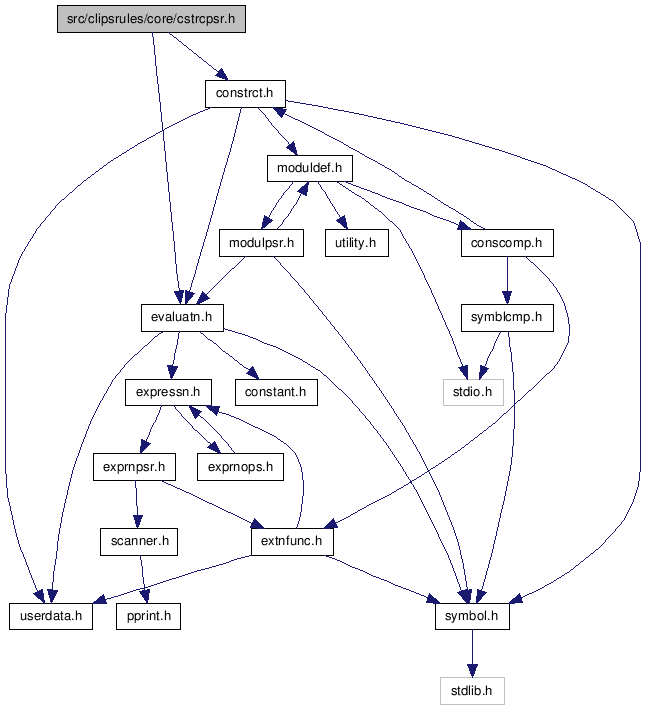 src/clipsrules/core/cstrcpsr.h
constrct.h
moduldef.h
modulpsr.h
utility.h
conscomp.h
evaluatn.h
symblcmp.h
expressn.h
constant.h
stdio.h
exprnpsr.h
exprnops.h
scanner.h
extnfunc.h
userdata.h
pprint.h
symbol.h
stdlib.h